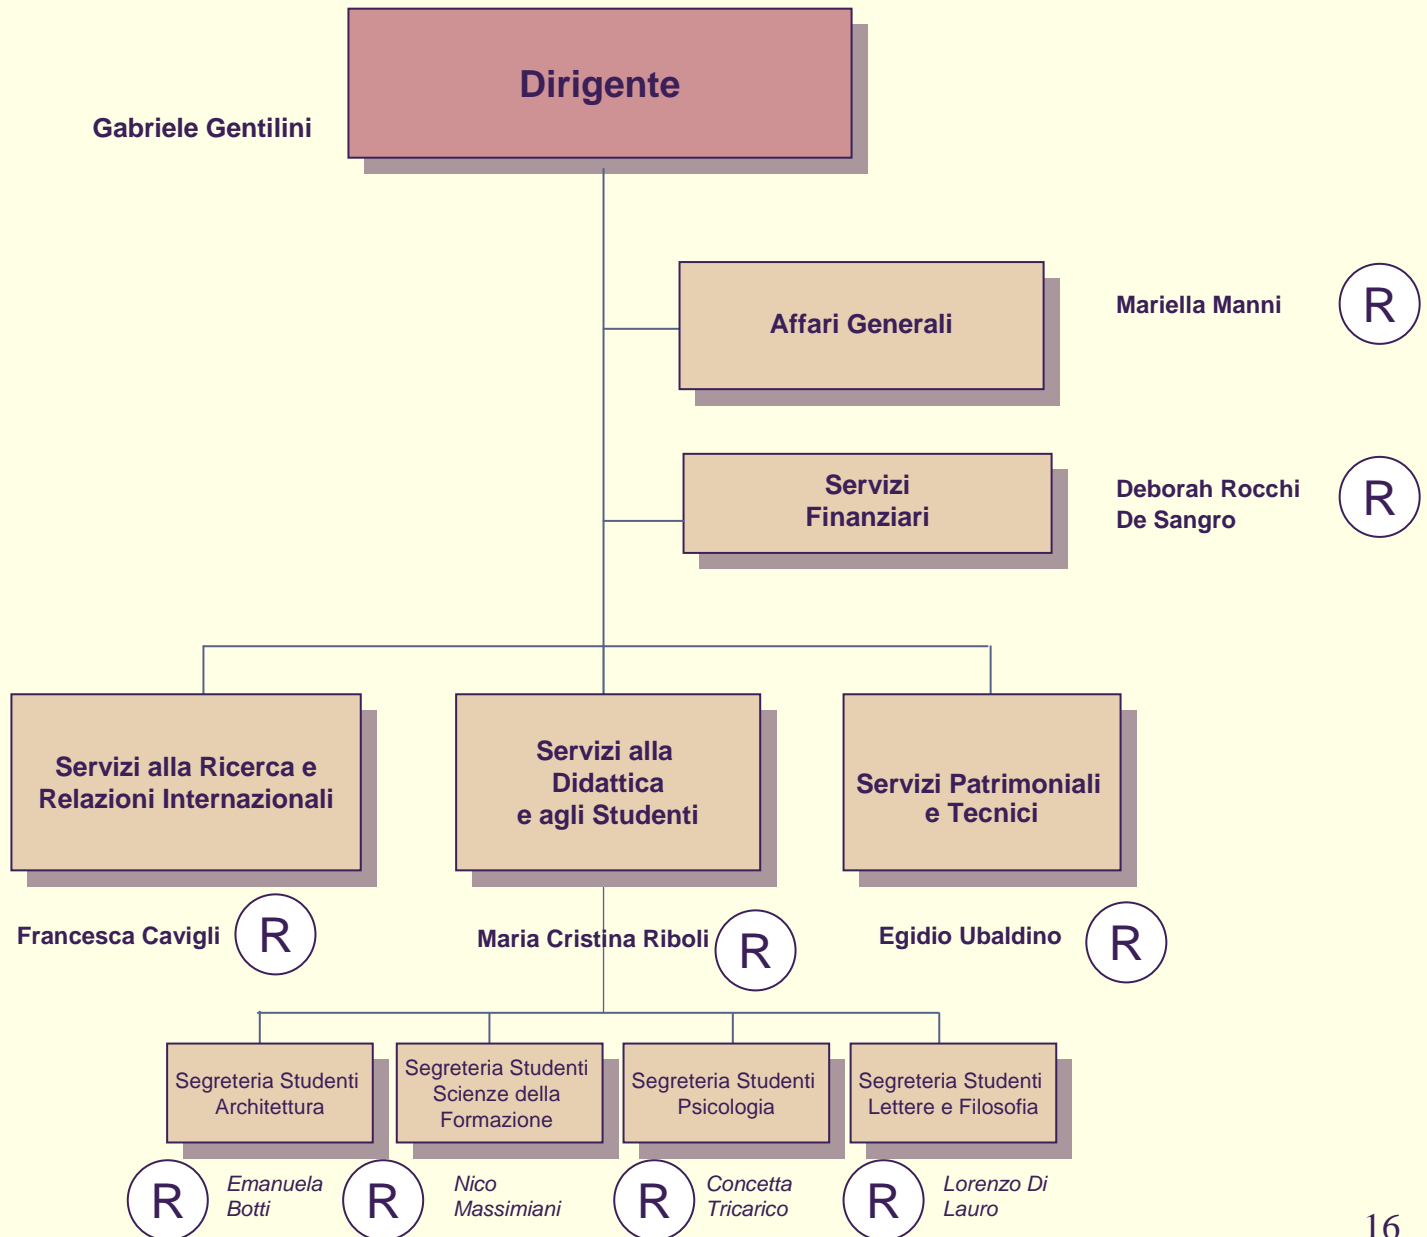 Dirigente
Gabriele Gentilini
Affari Generali
Mariella Manni
R
Servizi
Finanziari
Deborah Rocchi
De Sangro
R
Servizi alla Ricerca e
Relazioni Internazionali
Servizi alla
Didattica
e agli Studenti
Servizi Patrimoniali
e Tecnici
Francesca Cavigli
R
Maria Cristina Riboli
R
Egidio Ubaldino
R
Segreteria Studenti
Architettura
Segreteria Studenti
Scienze della
Formazione
Segreteria Studenti
Psicologia
Segreteria Studenti
Lettere e Filosofia
R
Emanuela
Botti
R
Nico
Massimiani
R
Concetta
Tricarico
R
Lorenzo Di
Lauro
16